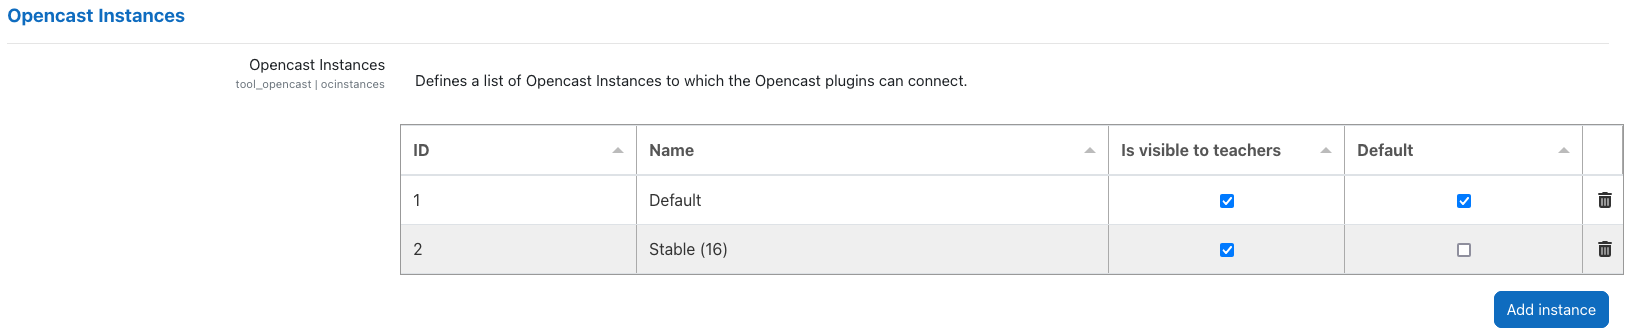 Opencast Instances
Opencast Instances
tool_opencast | ocinstances
Defines a list of Opencast Instances to which the Opencast plugins can connect.
ID Name Is visible to teachers Default
1 Default
2 Stable (16)
Add instance